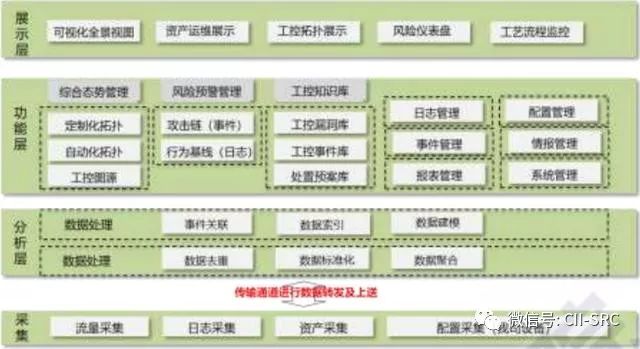 展示层
可视化全景视图 资产运维展示 工控拓扑展示 风险仪表盘 工艺流程监控
功能层
综合态势管理 风险预警管理 工控知识库
日志管理 配置管理
定制化拓扑 攻击链（事件） 工控漏洞库
自动化拓扑 行为基线（日志） 工控事件库 事件管理 情报管理
工控图源 处置预案库 报表管理 系统管理
分析层
数据处理 事件关联 数据索引 数据建模
数据处理 数据去重 数据标准化 数据聚合
传输通道进行数据转发及上送
采集
流量采集 日志采集 资产采集 配置采集
微信号: CII-SRC